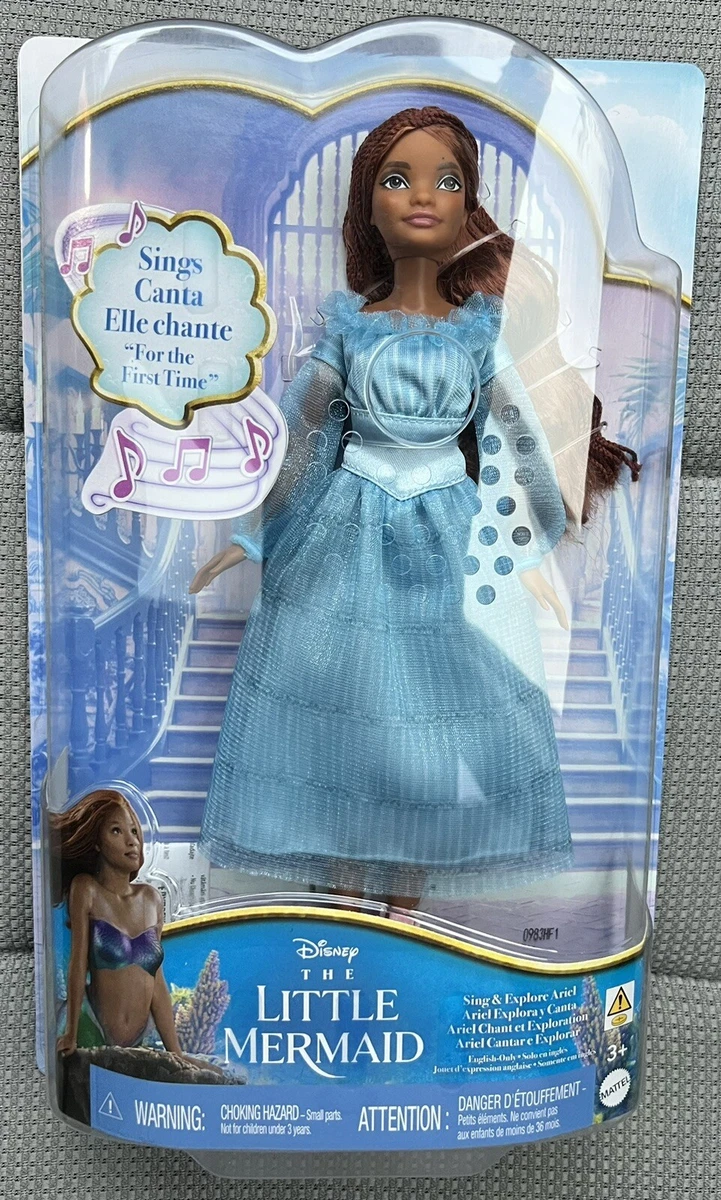 Sings
Canta
Elle chante
"For the
First Time"
0983HF1
Disney
THE
LITTLE
MERMAID
Sing & Explore Ariel
Ariel Explora y Canta
Ariel Chant et Exploration
Ariel Cantar e Explorar
English-Only • Solo en inglés
Jouet d'expression anglaise • Somente em inglês
3+
MATTEL
WARNING:
CHOKING HAZARD – Small parts.
Not for children under 3 years.
ATTENTION :
DANGER D'ÉTOUFFEMENT -
Petits éléments. Ne convient pas
aux enfants de moins de 36 mois.